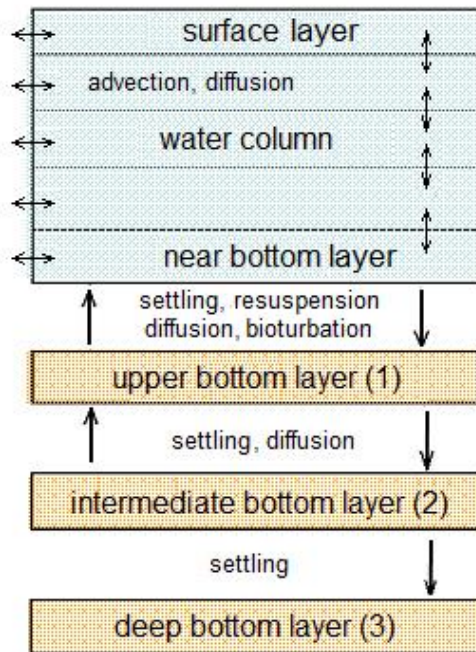 surface layer
advection, diffusion
water column
near bottom layer
settling, resuspension
diffusion, bioturbation
upper bottom layer (1)
settling, diffusion
intermediate bottom layer (2)
settling
deep bottom layer (3)